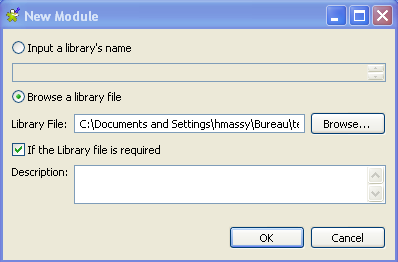 New Module
Input a library's name
Browse a library file
Library File: C:\Documents and Settings\hmassy\Bureau\te Browse...
If the Library file is required
Description:
OK Cancel